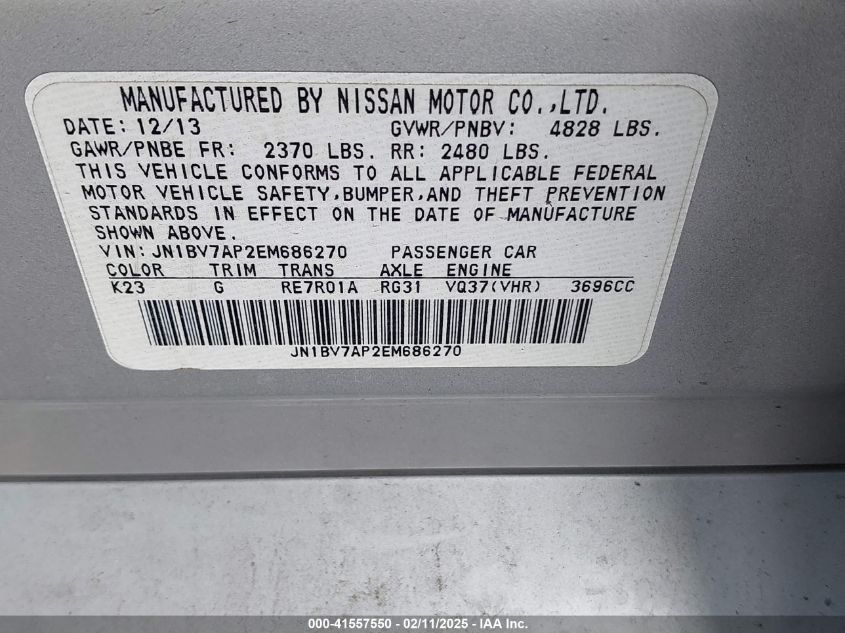 MANUFACTURED BY NISSAN MOTOR CO.,LTD.
DATE: 12/13 GVWR/PNBV: 4828 LBS.
GAWR/PNBE FR: 2370 LBS. RR: 2480 LBS.
THIS VEHICLE CONFORMS TO ALL APPLICABLE FEDERAL
MOTOR VEHICLE SAFETY,BUMPER,AND THEFT PREVENTION
STANDARDS IN EFFECT ON THE DATE OF MANUFACTURE
SHOWN ABOVE.
VIN:JN1BV7AP2EM686270 PASSENGER CAR
COLOR TRIM TRANS AXLE ENGINE
K23 G RE7R01A RG31 VQ37(VHR) 3696CC
JN1BV7AP2EM686270
000-41557550 - 02/11/2025 - IAA Inc.